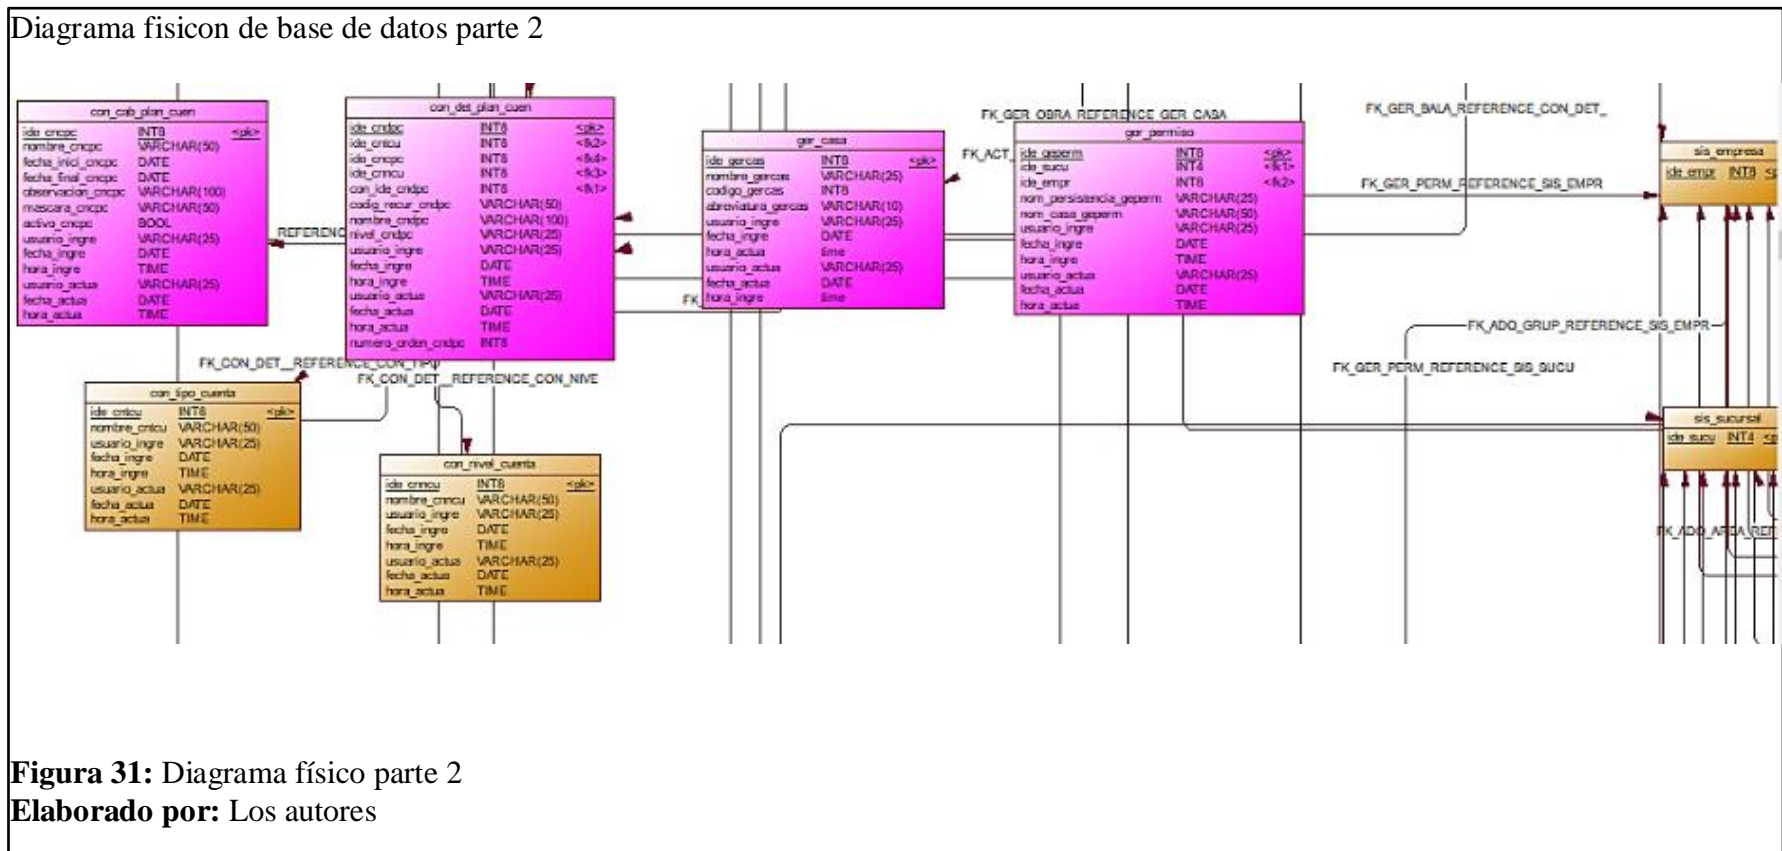 Diagrama fisicon de base de datos parte 2
con_cab_plan_cuen
ide_cncpc INT8 <pk>
nombre_cncpc VARCHAR(50)
fecha_inici_cncpc DATE
fecha_final_cncpc DATE
observacion_cncpc VARCHAR(100)
mascara_cncpc VARCHAR(50)
activo_cncpc BOOL
usuario_ingre VARCHAR(25)
fecha_ingre DATE
hora_ingre TIME
usuario_actua VARCHAR(25)
fecha_actua DATE
hora_actua TIME
REFERENC
con_det_plan_cuen
ide_cndpc INT8 <pk>
ide_cntcu INT8 <fk2>
ide_cncpc INT8 <fk4>
ide_cnncu INT8 <fk3>
con_ide_cndpc INT8 <fk1>
codig_recur_cndpc VARCHAR(50)
nombre_cndpc VARCHAR(100)
nivel_cndpc VARCHAR(25)
usuario_ingre VARCHAR(25)
fecha_ingre DATE
hora_ingre TIME
usuario_actua VARCHAR(25)
fecha_actua DATE
hora_actua TIME
numero_orden_cndpc INT8
FK_CON_DET__REFERENCE_CON_TIPO
FK_CON_DET__REFERENCE_CON_NIVE
con_tipo_cuenta
ide_cntcu INT8 <pk>
nombre_cntcu VARCHAR(50)
usuario_ingre VARCHAR(25)
fecha_ingre DATE
hora_ingre TIME
usuario_actua VARCHAR(25)
fecha_actua DATE
hora_actua TIME
con_nivel_cuenta
ide_cnncu INT8 <pk>
nombre_cnncu VARCHAR(50)
usuario_ingre VARCHAR(25)
fecha_ingre DATE
hora_ingre TIME
usuario_actua VARCHAR(25)
fecha_actua DATE
hora_actua TIME
ger_casa
ide_gercas INT8 <pk>
nombre_gercas VARCHAR(25)
codigo_gercas INT8
abreviatura_gercas VARCHAR(10)
usuario_ingre VARCHAR(25)
fecha_ingre DATE
hora_actua time
usuario_actua VARCHAR(25)
fecha_actua DATE
hora_ingre time
FK_
FK_GER_OBRA_REFERENCE_GER_CASA
FK_ACT_
ger_permiso
ide_geperm INT8 <pk>
ide_sucu INT4 <fk1>
ide_empr INT8 <fk2>
nom_persistencia_geperm VARCHAR(25)
nom_casa_geperm VARCHAR(50)
usuario_ingre VARCHAR(25)
fecha_ingre DATE
hora_ingre TIME
usuario_actua VARCHAR(25)
fecha_actua DATE
hora_actua TIME
FK_GER_BALA_REFERENCE_CON_DET_
FK_GER_PERM_REFERENCE_SIS_EMPR
FK_ADQ_GRUP_REFERENCE_SIS_EMPR
FK_GER_PERM_REFERENCE_SIS_SUCU
sis_empresa
ide_empr INT8 <p
sis_sucursal
ide_sucu INT4 <p
FK_ADQ_AREA_REF
Figura 31: Diagrama físico parte 2
Elaborado por: Los autores